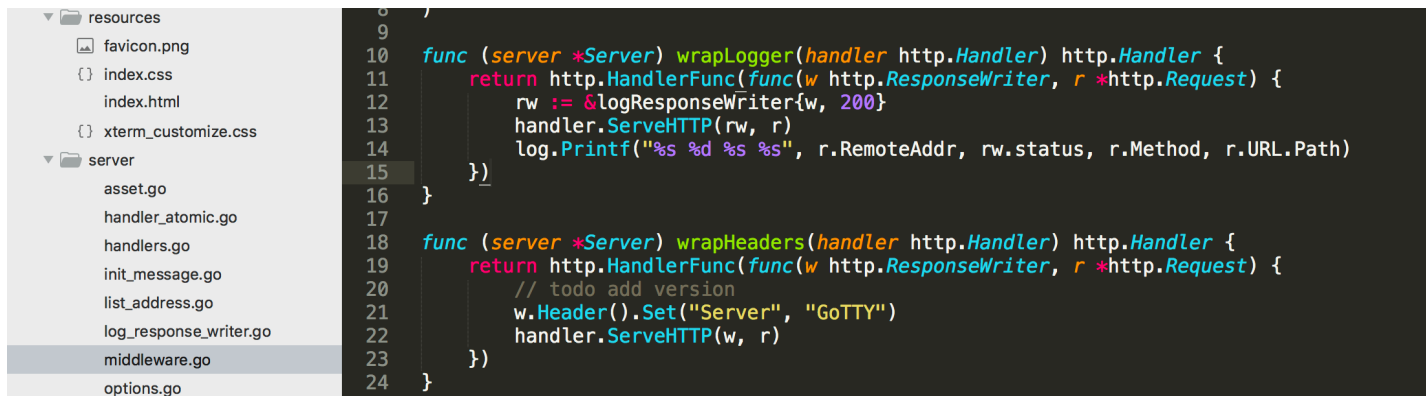 resources
favicon.png
{} index.css
index.html
{} xterm_customize.css
server
asset.go
handler_atomic.go
handlers.go
init_message.go
list_address.go
log_response_writer.go
middleware.go
options.go
9
10 func (server *Server) wrapLogger(handler http.Handler) http.Handler {
11 return http.HandlerFunc(func(w http.ResponseWriter, r *http.Request) {
12 rw := &logResponseWriter{w, 200}
13 handler.ServeHTTP(rw, r)
14 log.Printf("%s %d %s %s", r.RemoteAddr, rw.status, r.Method, r.URL.Path)
15 })
16 }
17
18 func (server *Server) wrapHeaders(handler http.Handler) http.Handler {
19 return http.HandlerFunc(func(w http.ResponseWriter, r *http.Request) {
20 // todo add version
21 w.Header().Set("Server", "GoTTY")
22 handler.ServeHTTP(w, r)
23 })
24 }